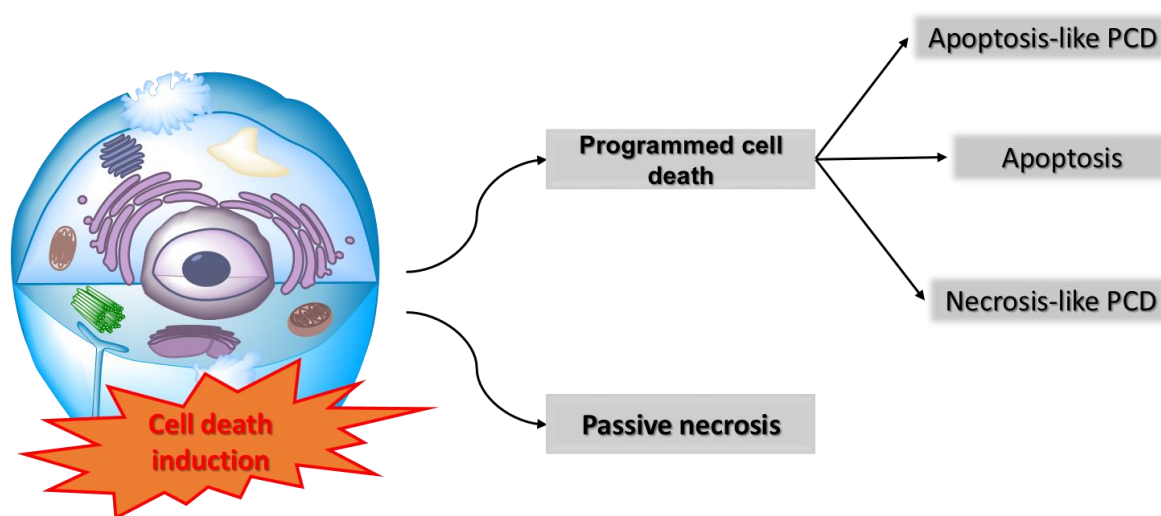 Apoptosis-like PCD
Programmed cell
death
Apoptosis
Necrosis-like PCD
Passive necrosis
Cell death
induction